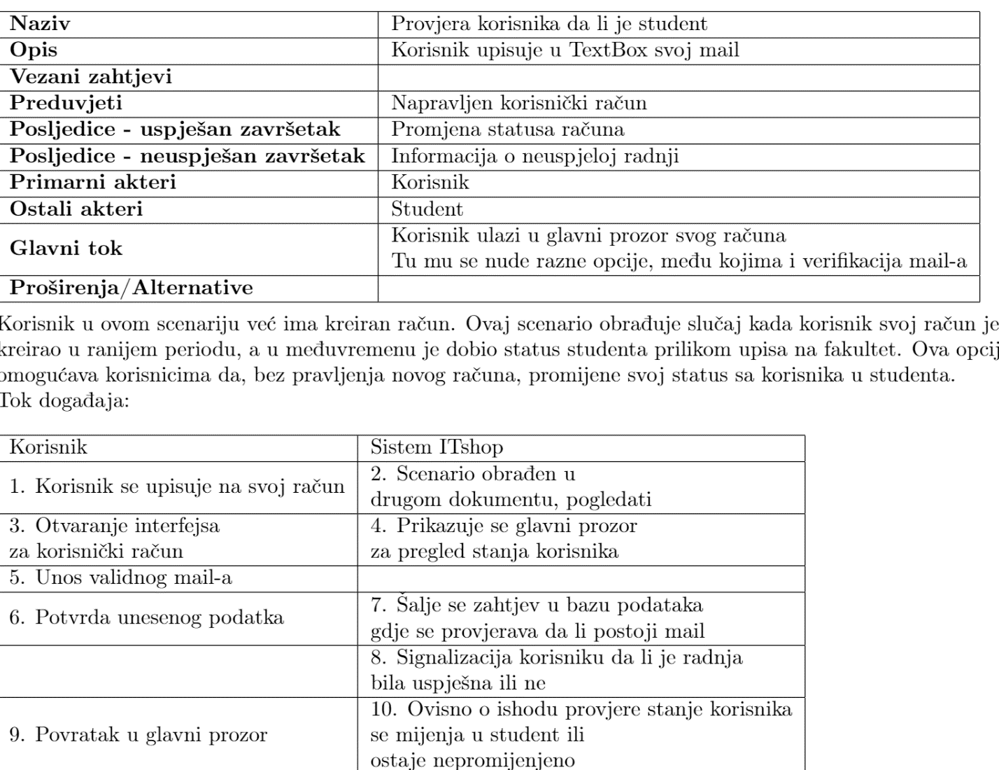 Naziv Provjera korisnika da li je student
Opis Korisnik upisuje u TextBox svoj mail
Vezani zahtjevi
Preduvjeti Napravljen korisnički račun
Posljedice - uspješan završetak Promjena statusa računa
Posljedice - neuspješan završetak Informacija o neuspjeloj radnji
Primarni akteri Korisnik
Ostali akteri Student
Glavni tok Korisnik ulazi u glavni prozor svog računa
Tu mu se nude razne opcije, među kojima i verifikacija mail-a
Proširenja/Alternative
Korisnik u ovom scenariju već ima kreiran račun. Ovaj scenario obrađuje slučaj kada korisnik svoj račun je
kreirao u ranijem periodu, a u međuvremenu je dobio status studenta prilikom upisa na fakultet. Ova opcij
omogućava korisnicima da, bez pravljenja novog računa, promijene svoj status sa korisnika u studenta.
Tok događaja:
Korisnik Sistem ITshop
1. Korisnik se upisuje na svoj račun 2. Scenario obrađen u
drugom dokumentu, pogledati
3. Otvaranje interfejsa 4. Prikazuje se glavni prozor
za korisnički račun za pregled stanja korisnika
5. Unos validnog mail-a
6. Potvrda unesenog podatka 7. Šalje se zahtjev u bazu podataka
gdje se provjerava da li postoji mail
8. Signalizacija korisniku da li je radnja
bila uspješna ili ne
9. Povratak u glavni prozor 10. Ovisno o ishodu provjere stanje korisnika
se mijenja u student ili
ostaje nepromijenjeno